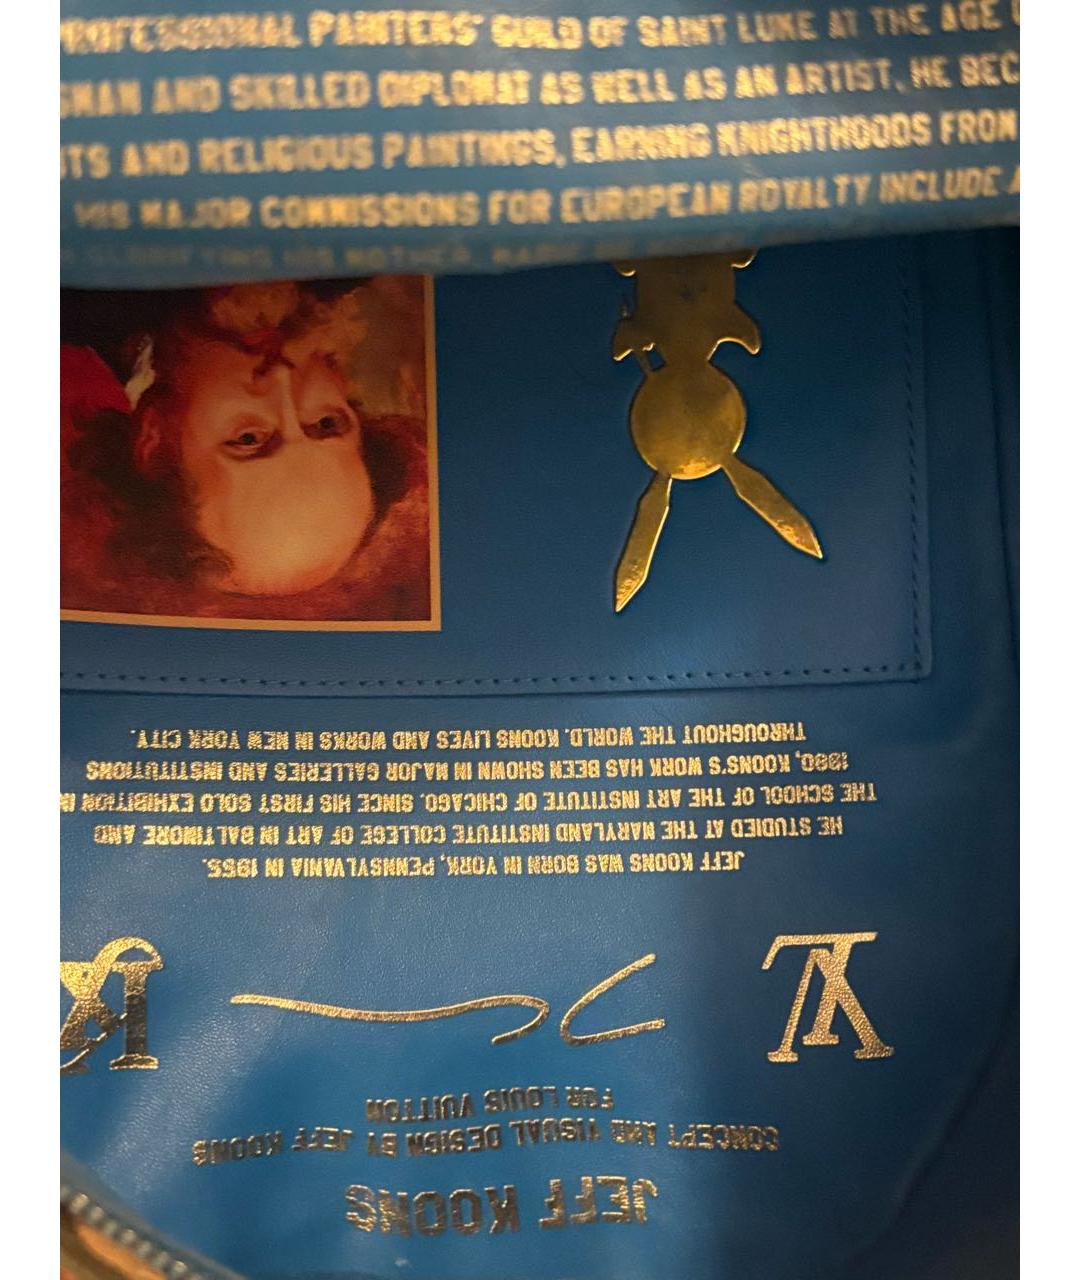 PROFESSIONAL PAINTERS' GUILD OF SAINT LUKE AT THE AGE
AND SKILLED DIPLOMAT AS WELL AS AN ARTIST, HE BEC
TS AND RELIGIOUS PAINTINGS, EARNING KNIGHTHOODS FROM
HIS MAJOR COMMISSIONS FOR EUROPEAN ROYALTY INCLUDE A
HIS MOTHER,
JEFF KOONS
CONCEPT AND VISUAL DESIGN BY JEFF KOONS
FOR LOUIS VUITTON
LV
JK
JEFF KOONS WAS BORN IN YORK, PENNSYLVANIA IN 1955.
HE STUDIED AT THE MARYLAND INSTITUTE COLLEGE OF ART IN BALTIMORE AND
THE SCHOOL OF THE ART INSTITUTE OF CHICAGO. SINCE HIS FIRST SOLO EXHIBITION IN
1980, KOONS'S WORK HAS BEEN SHOWN IN MAJOR GALLERIES AND INSTITUTIONS
THROUGHOUT THE WORLD. KOONS LIVES AND WORKS IN NEW YORK CITY.